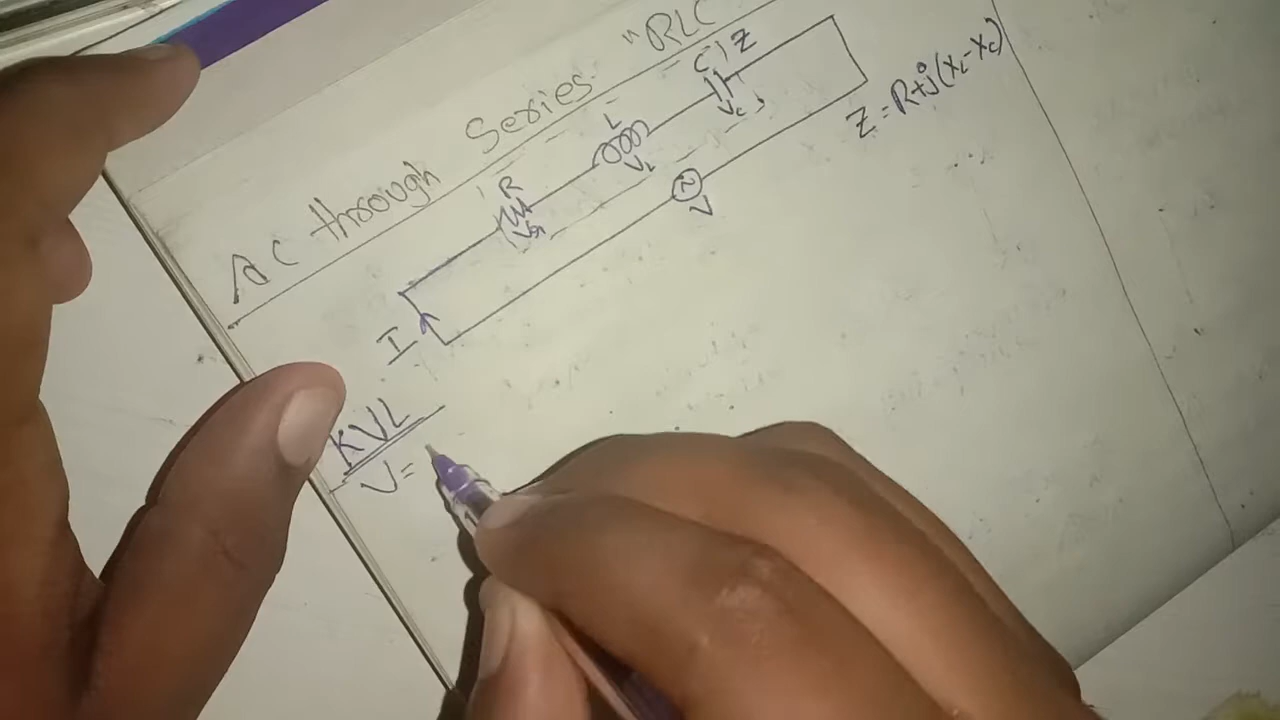 AC through Series "RLC
R
L
C
Z
VR
VL
VC
V
I
Z = R+j(XL-XC)
KVL
V =